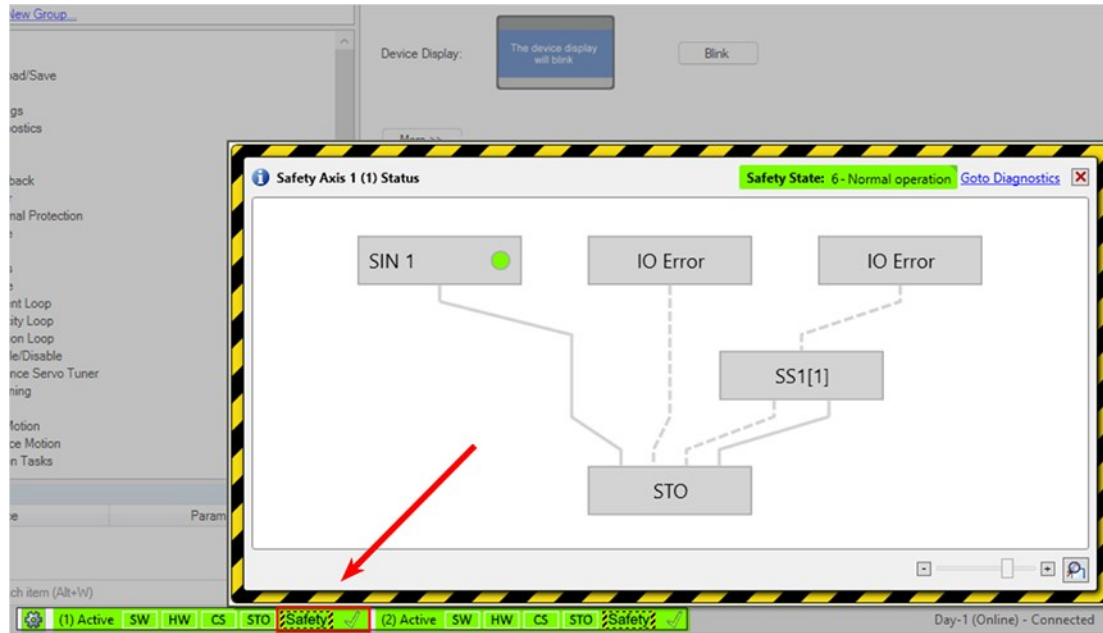 New Group...
Device Display:
The device display
will blink
Blink
oad/Save
gs
ostics
More >>
Safety Axis 1 (1) Status
Safety State: 6 - Normal operation
Goto Diagnostics
back
nal Protection
SIN 1
IO Error
IO Error
nt Loop
ity Loop
on Loop
le/Disable
nce Servo Tuner
ning
SS1[1]
Motion
ce Motion
n Tasks
STO
Param
ch item (Alt+W)
(1) Active SW HW CS STO Safety (2) Active SW HW CS STO Safety
Day-1 (Online) - Connected